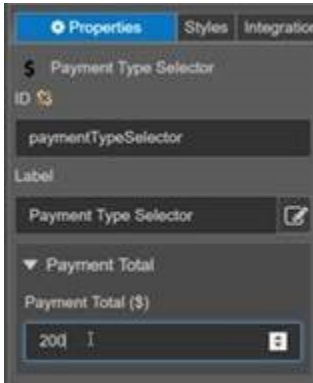 Properties Styles Integration
$ Payment Type Selector
ID
paymentTypeSelector
Label
Payment Type Selector
Payment Total
Payment Total ($)
200